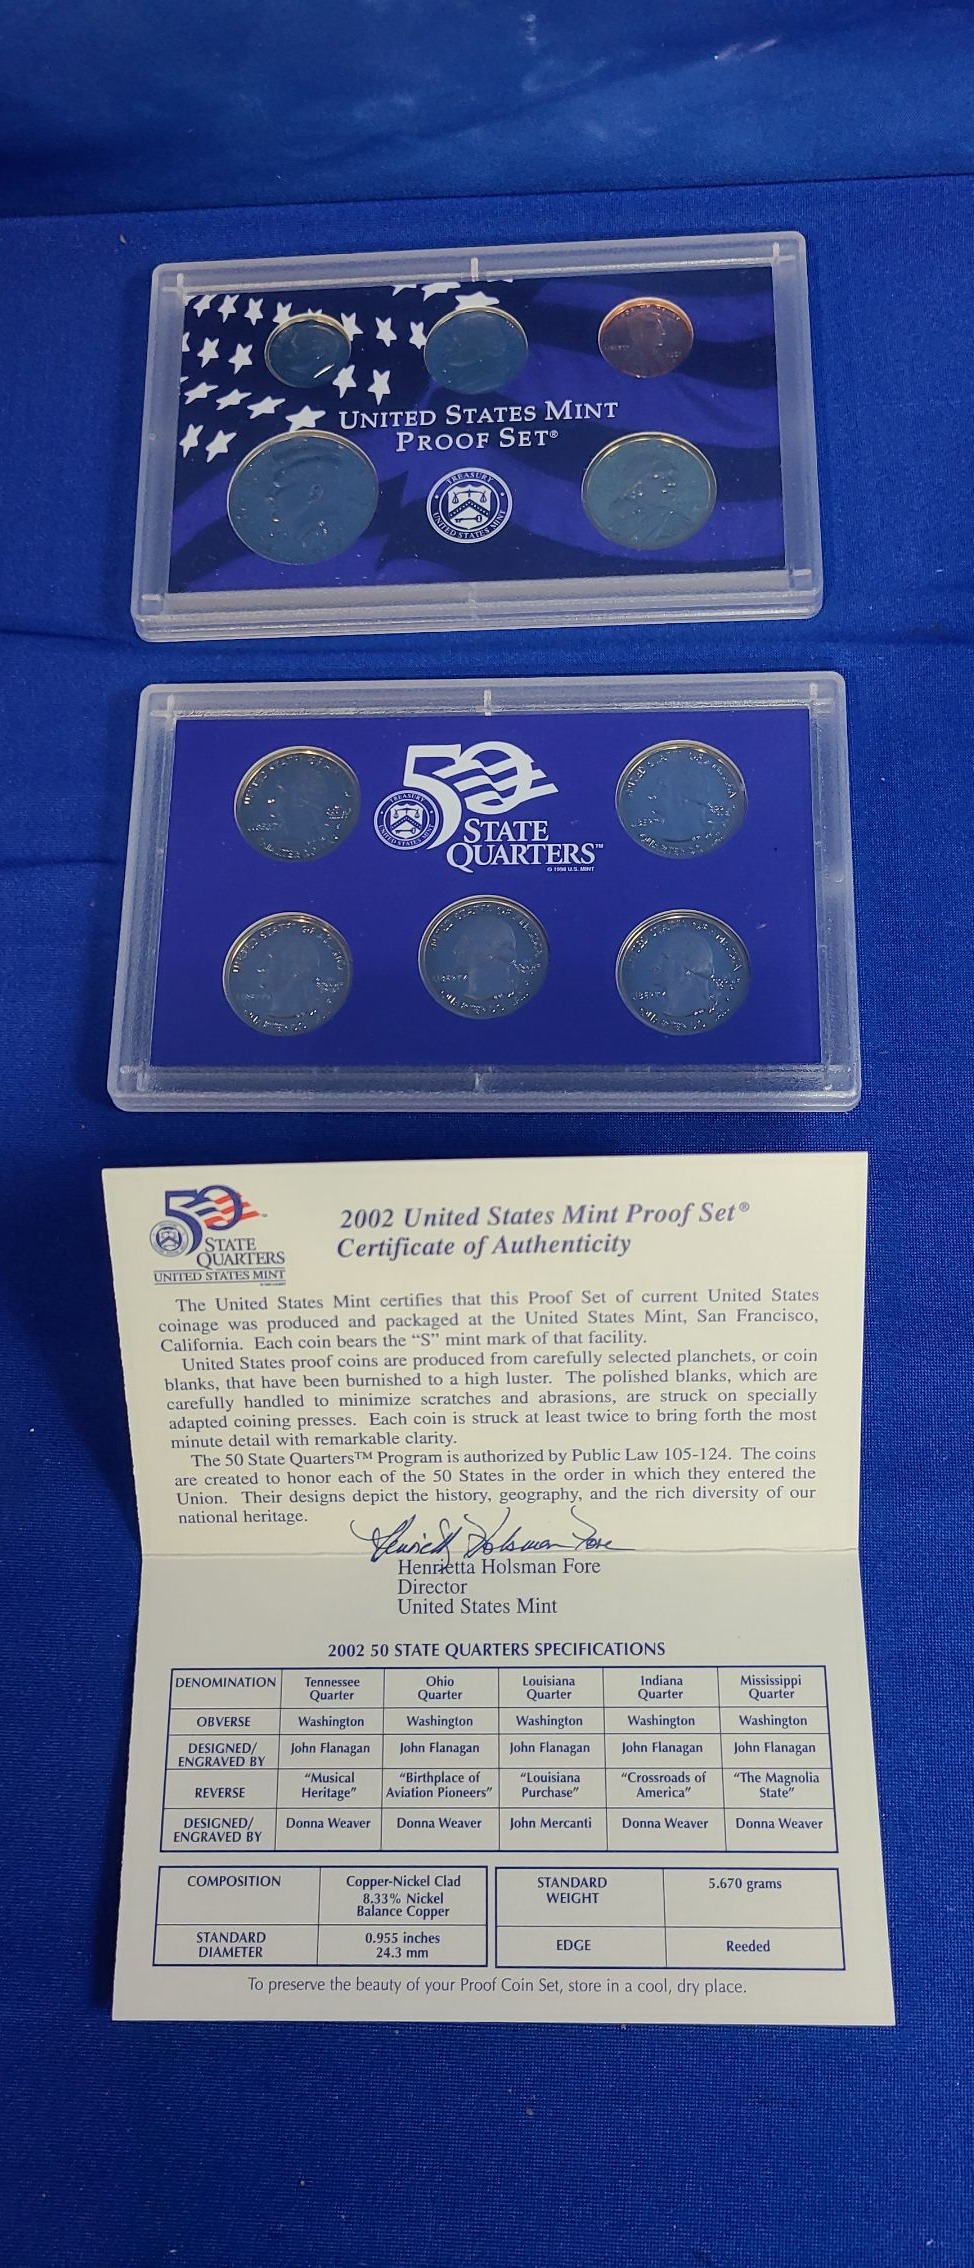 UNITED STATES MINT
PROOF SET®
TREASURY
UNITED STATES MINT
50
STATE
QUARTERS™
© 1998 U.S. MINT
50
STATE
QUARTERS
UNITED STATES MINT
2002 United States Mint Proof Set®
Certificate of Authenticity
The United States Mint certifies that this Proof Set of current United States
coinage was produced and packaged at the United States Mint, San Francisco,
California. Each coin bears the “S” mint mark of that facility.
United States proof coins are produced from carefully selected planchets, or coin
blanks, that have been burnished to a high luster. The polished blanks, which are
carefully handled to minimize scratches and abrasions, are struck on specially
adapted coining presses. Each coin is struck at least twice to bring forth the most
minute detail with remarkable clarity.
The 50 State Quarters™ Program is authorized by Public Law 105-124. The coins
are created to honor each of the 50 States in the order in which they entered the
Union. Their designs depict the history, geography, and the rich diversity of our
national heritage.
Henrietta Holsman Fore
Henrietta Holsman Fore
Director
United States Mint
2002 50 STATE QUARTERS SPECIFICATIONS
DENOMINATION Tennessee Quarter Ohio Quarter Louisiana Quarter Indiana Quarter Mississippi Quarter
OBVERSE Washington Washington Washington Washington Washington
DESIGNED/ ENGRAVED BY John Flanagan John Flanagan John Flanagan John Flanagan John Flanagan
REVERSE “Musical Heritage” “Birthplace of Aviation Pioneers” “Louisiana Purchase” “Crossroads of America” “The Magnolia State”
DESIGNED/ ENGRAVED BY Donna Weaver Donna Weaver John Mercanti Donna Weaver Donna Weaver
COMPOSITION Copper-Nickel Clad 8.33% Nickel Balance Copper
STANDARD WEIGHT 5.670 grams
STANDARD DIAMETER 0.955 inches 24.3 mm
EDGE Reeded
To preserve the beauty of your Proof Coin Set, store in a cool, dry place.